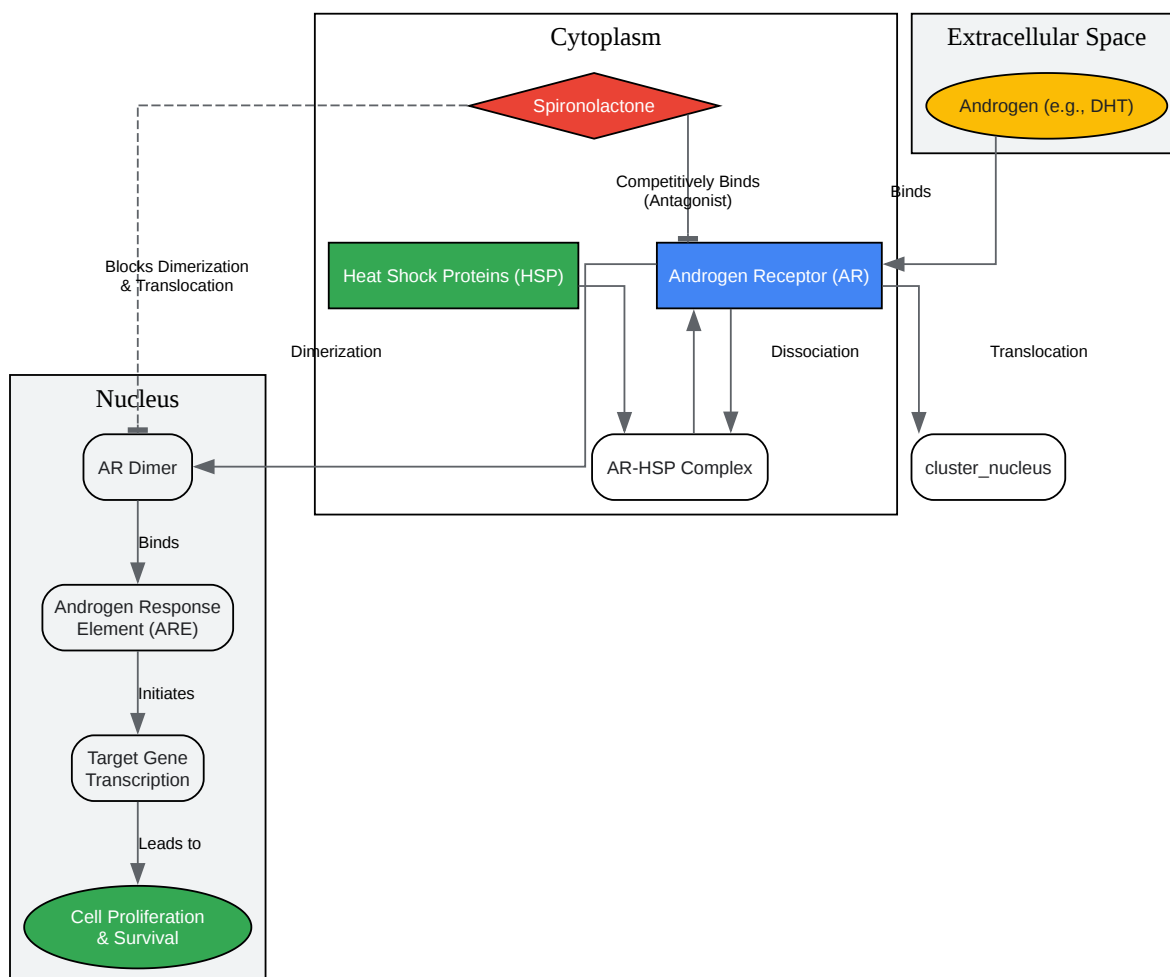 Cytoplasm
Extracellular Space
Spironolactone
Androgen (e.g., DHT)
Competitively Binds
(Antagonist)
Binds
Heat Shock Proteins (HSP)
Androgen Receptor (AR)
Blocks Dimerization
& Translocation
Dimerization
Dissociation
Translocation
Nucleus
AR Dimer
AR-HSP Complex
cluster_nucleus
Binds
Androgen Response
Element (ARE)
Initiates
Target Gene
Transcription
Leads to
Cell Proliferation
& Survival